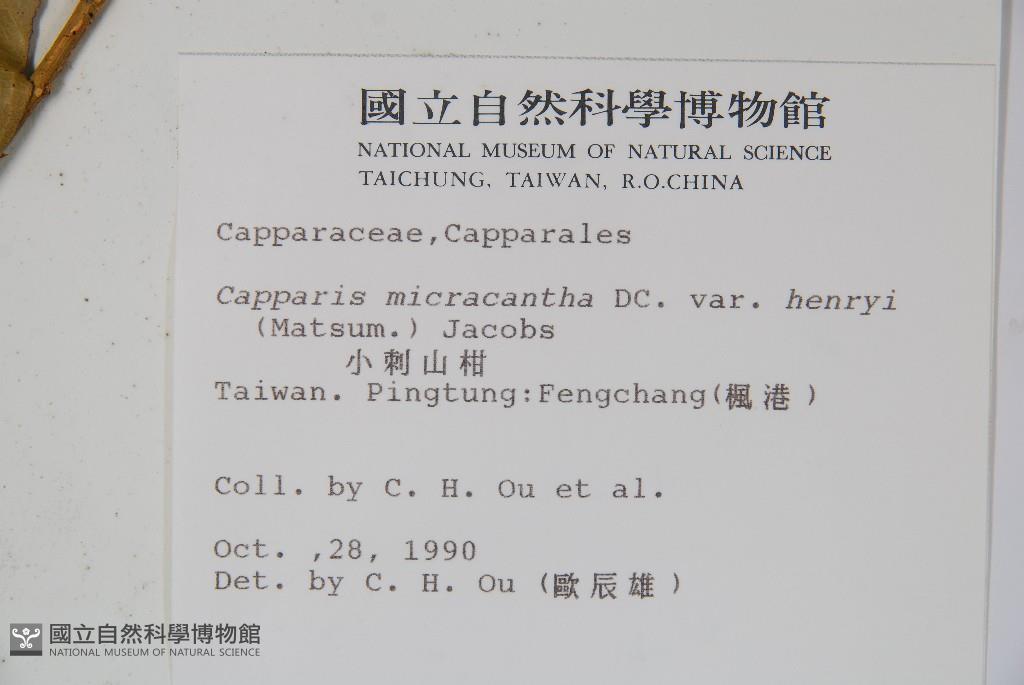 國立自然科學博物館
NATIONAL MUSEUM OF NATURAL SCIENCE
TAICHUNG, TAIWAN, R.O.CHINA
Capparaceae,Capparales
Capparis micracantha DC. var. henryi
(Matsum.) Jacobs
小刺山柑
Taiwan. Pingtung:Fengchang(楓港)
Coll. by C. H. Ou et al.
Oct. ,28, 1990
Det. by C. H. Ou (歐辰雄)
國立自然科學博物館
NATIONAL MUSEUM OF NATURAL SCIENCE